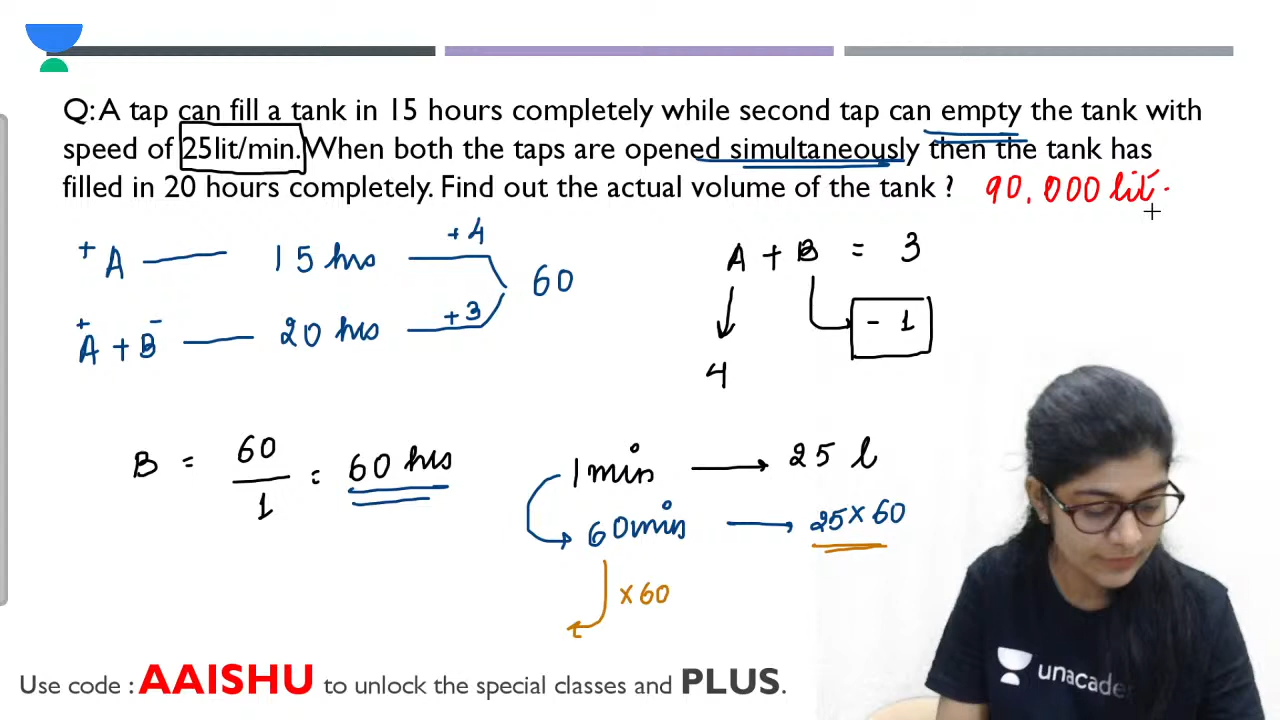 Q: A tap can fill a tank in 15 hours completely while second tap can empty the tank with
speed of 25lit/min. When both the taps are opened simultaneously then the tank has
filled in 20 hours completely. Find out the actual volume of the tank ? 90,000 lit.
+A — 15 hrs +4
60
+A + B- — 20 hrs +3
A + B = 3
- 1
4
B = 60/1 = 60 hrs
1min → 25 l
60min → 25×60
×60
unacade
Use code : AAISHU to unlock the special classes and PLUS.